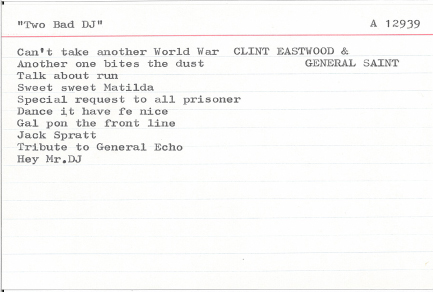 "Two Bad DJ" A 12939
Can't take another World War CLINT EASTWOOD &
Another one bites the dust GENERAL SAINT
Talk about run
Sweet sweet Matilda
Special request to all prisoner
Dance it have fe nice
Gal pon the front line
Jack Spratt
Tribute to General Echo
Hey Mr.DJ